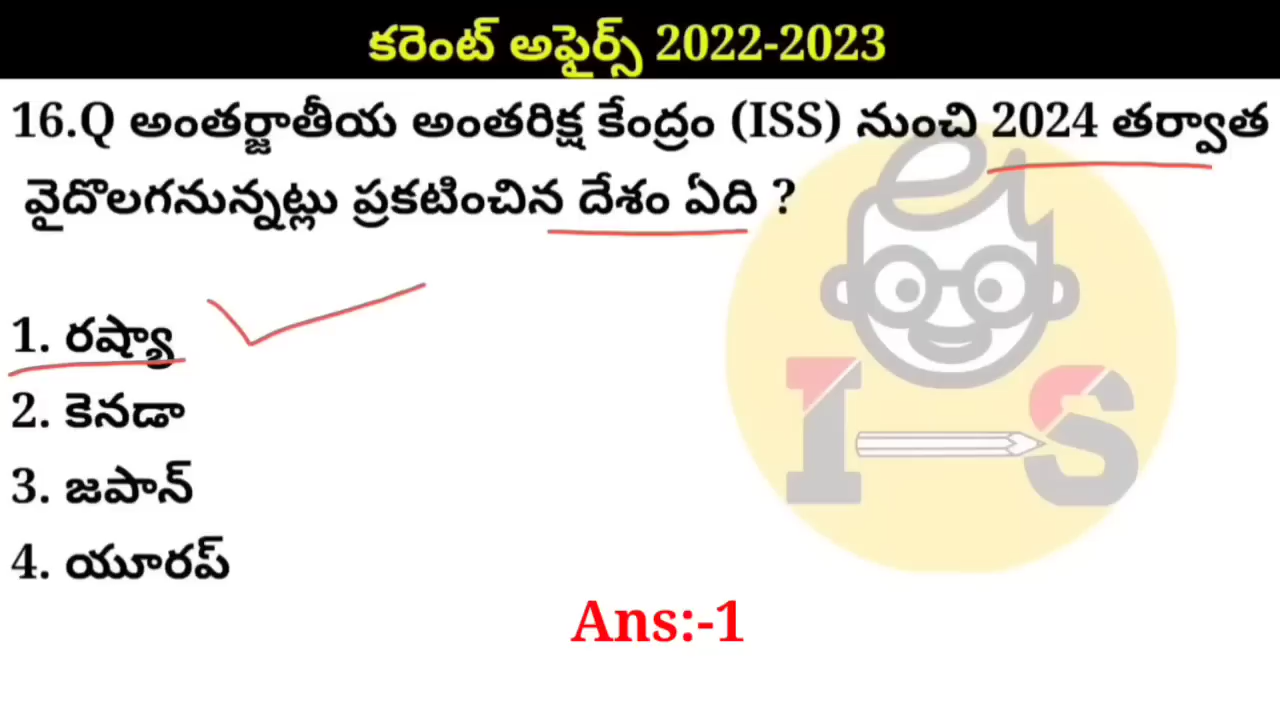 కరెంట్ అఫైర్స్ 2022-2023
16.Q అంతర్జాతీయ అంతరిక్ష కేంద్రం (ISS) నుంచి 2024 తర్వాత
వైదొలగనున్నట్లు ప్రకటించిన దేశం ఏది ?
1. రష్యా
2. కెనడా
3. జపాన్
4. యూరప్
I S
Ans:-1